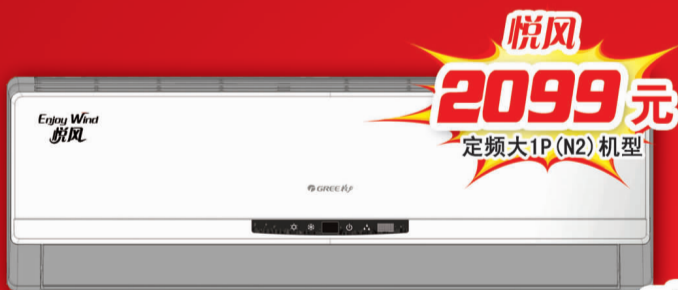 悦风
2099元
定频大1P(N2)机型
Enjoy Wind
悦风
GREE格力